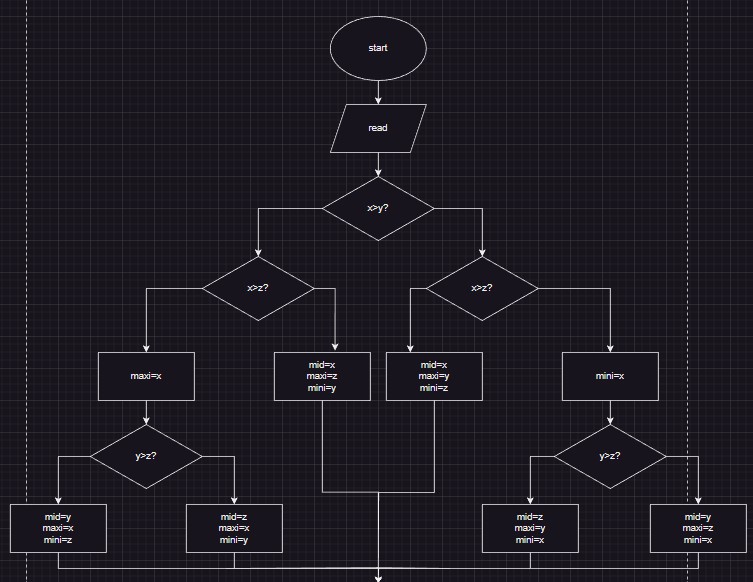 start
read
x>y?
x>z?
x>z?
maxi=x
mid=x
maxi=z
mini=y
mid=x
maxi=y
mini=z
mini=x
y>z?
y>z?
mid=y
maxi=x
mini=z
mid=z
maxi=x
mini=y
mid=z
maxi=y
mini=x
mid=y
maxi=z
mini=x